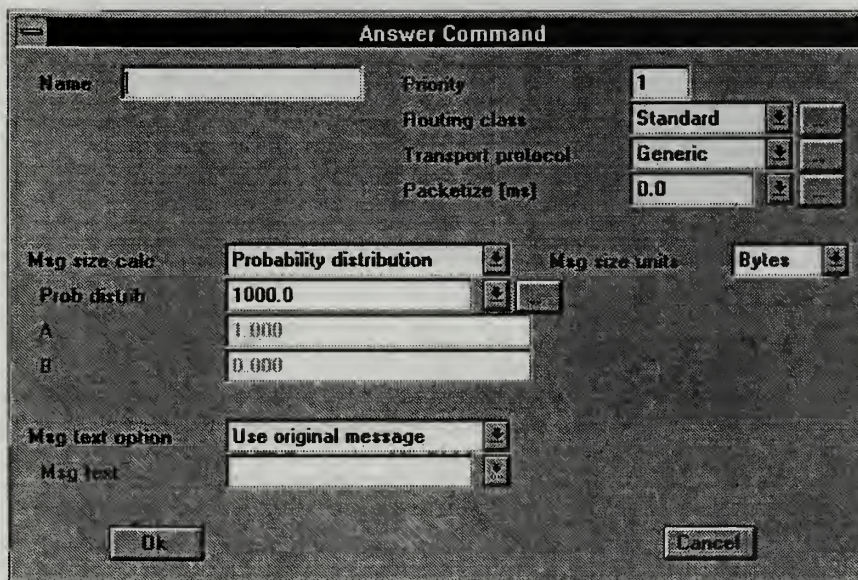 Answer Command
Name
Priority 1
Routing class Standard ...
Transport protocol Generic ...
Packetize [ms] 0.0 ...
Msg size calc Probability distribution Msg size units Bytes
Prob distrib 1000.0 ...
A 1.000
B 0.000
Msg text option Use original message
Msg text
Ok Cancel